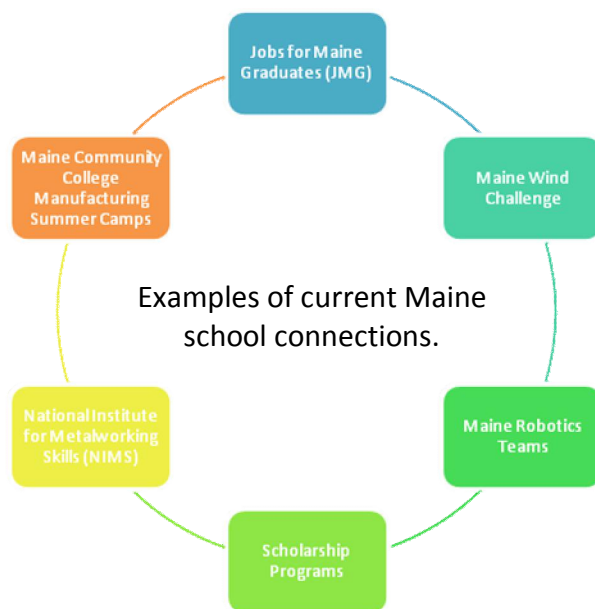 Jobs for Maine
Graduates (JMG)
Maine Community
College
Manufacturing
Summer Camps
Maine Wind
Challenge
Examples of current Maine
school connections.
National Institute
for Metalworking
Skills (NIMS)
Maine Robotics
Teams
Scholarship
Programs